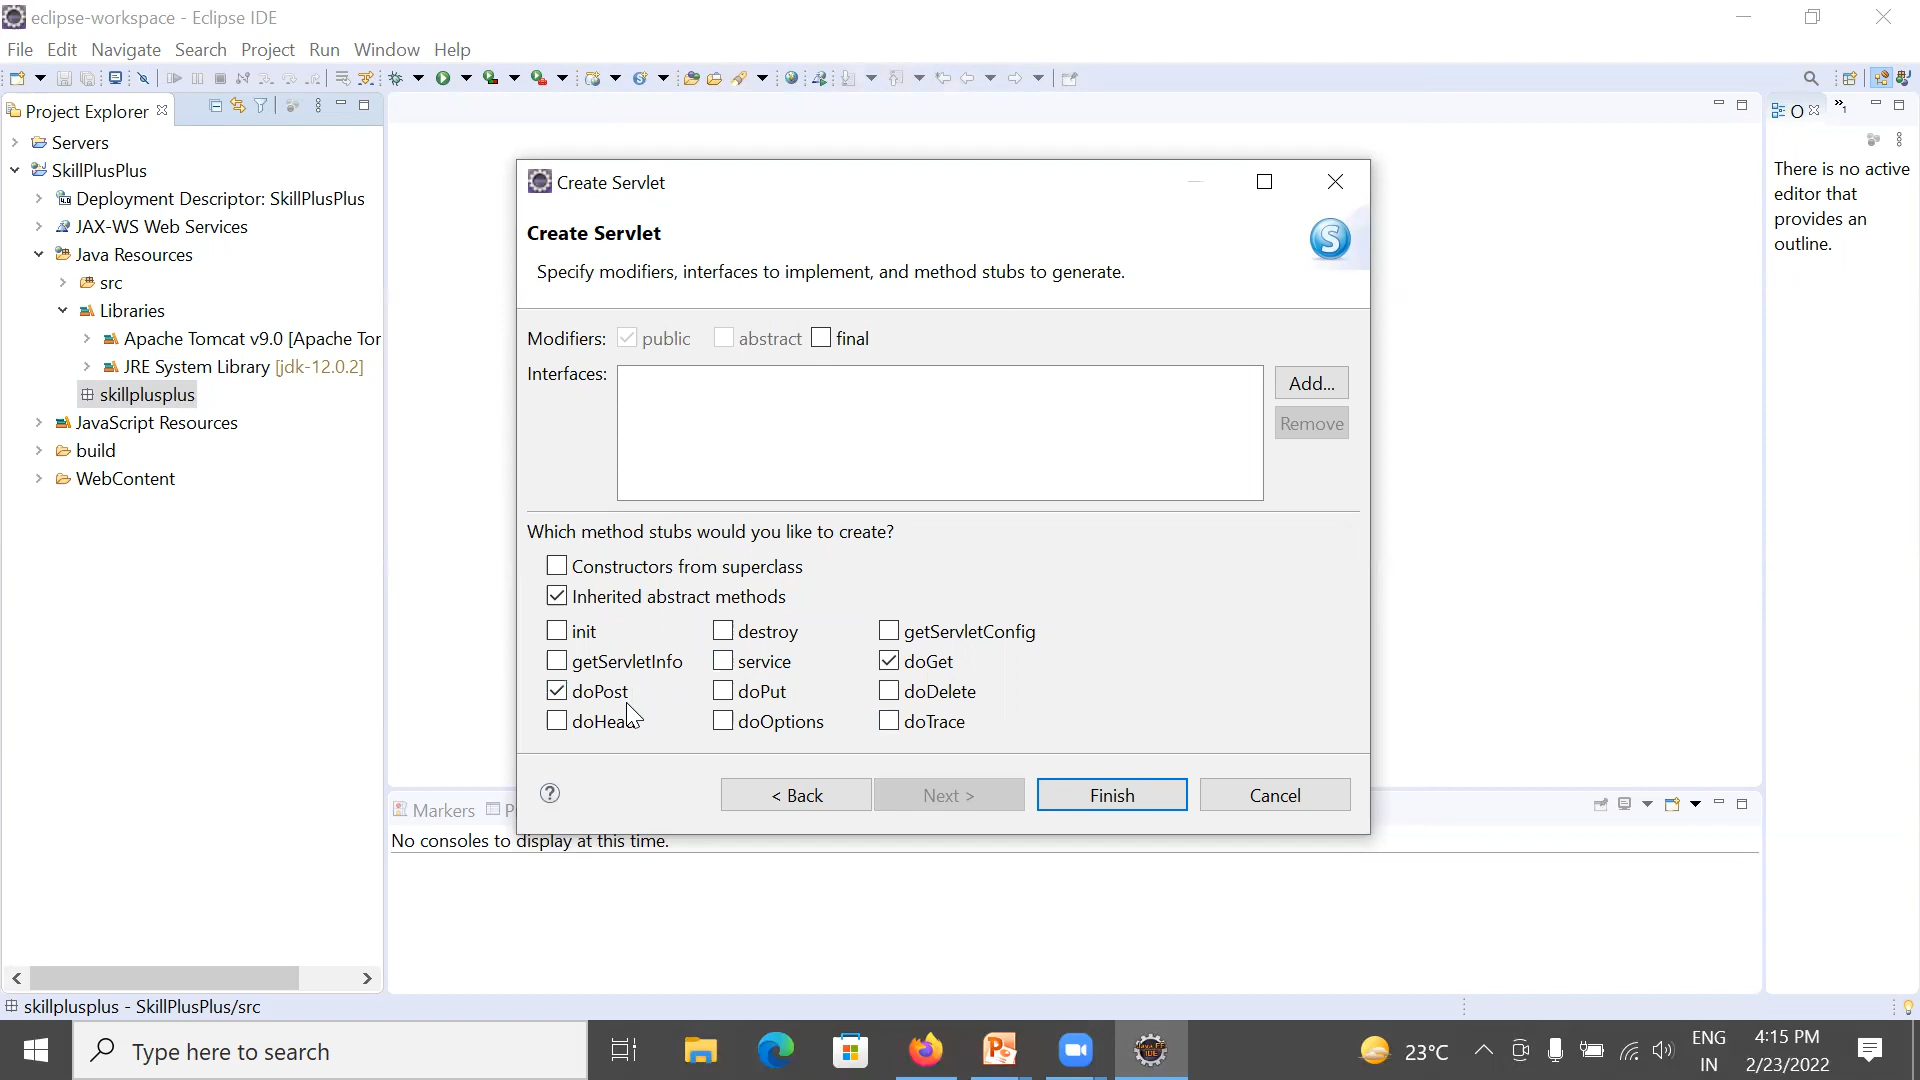 eclipse-workspace - Eclipse IDE
File Edit Navigate Search Project Run Window Help
Project Explorer
Servers
SkillPlusPlus
Deployment Descriptor: SkillPlusPlus
JAX-WS Web Services
Java Resources
src
Libraries
Apache Tomcat v9.0 [Apache Tor
JRE System Library [jdk-12.0.2]
skillplusplus
JavaScript Resources
build
WebContent
Create Servlet
Create Servlet
Specify modifiers, interfaces to implement, and method stubs to generate.
Modifiers: public abstract final
Interfaces:
Add...
Remove
Which method stubs would you like to create?
Constructors from superclass
Inherited abstract methods
init destroy getServletConfig
getServletInfo service doGet
doPost doPut doDelete
doHead doOptions doTrace
< Back Next > Finish Cancel
O
There is no active
editor that
provides an
outline.
Markers P
No consoles to display at this time.
skillplusplus - SkillPlusPlus/src
Type here to search
23°C
ENG
IN
4:15 PM
2/23/2022